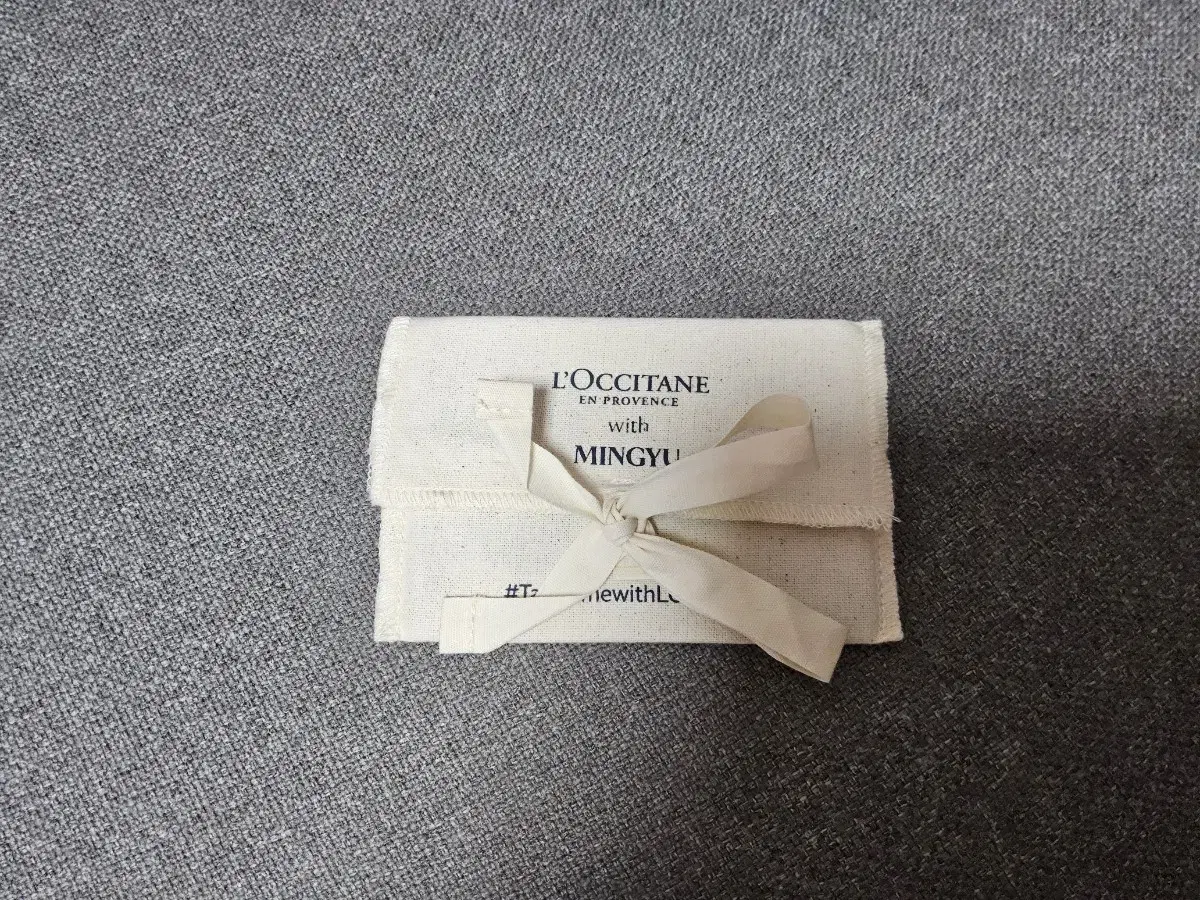 L'OCCITANE
EN PROVENCE
with
MINGYU